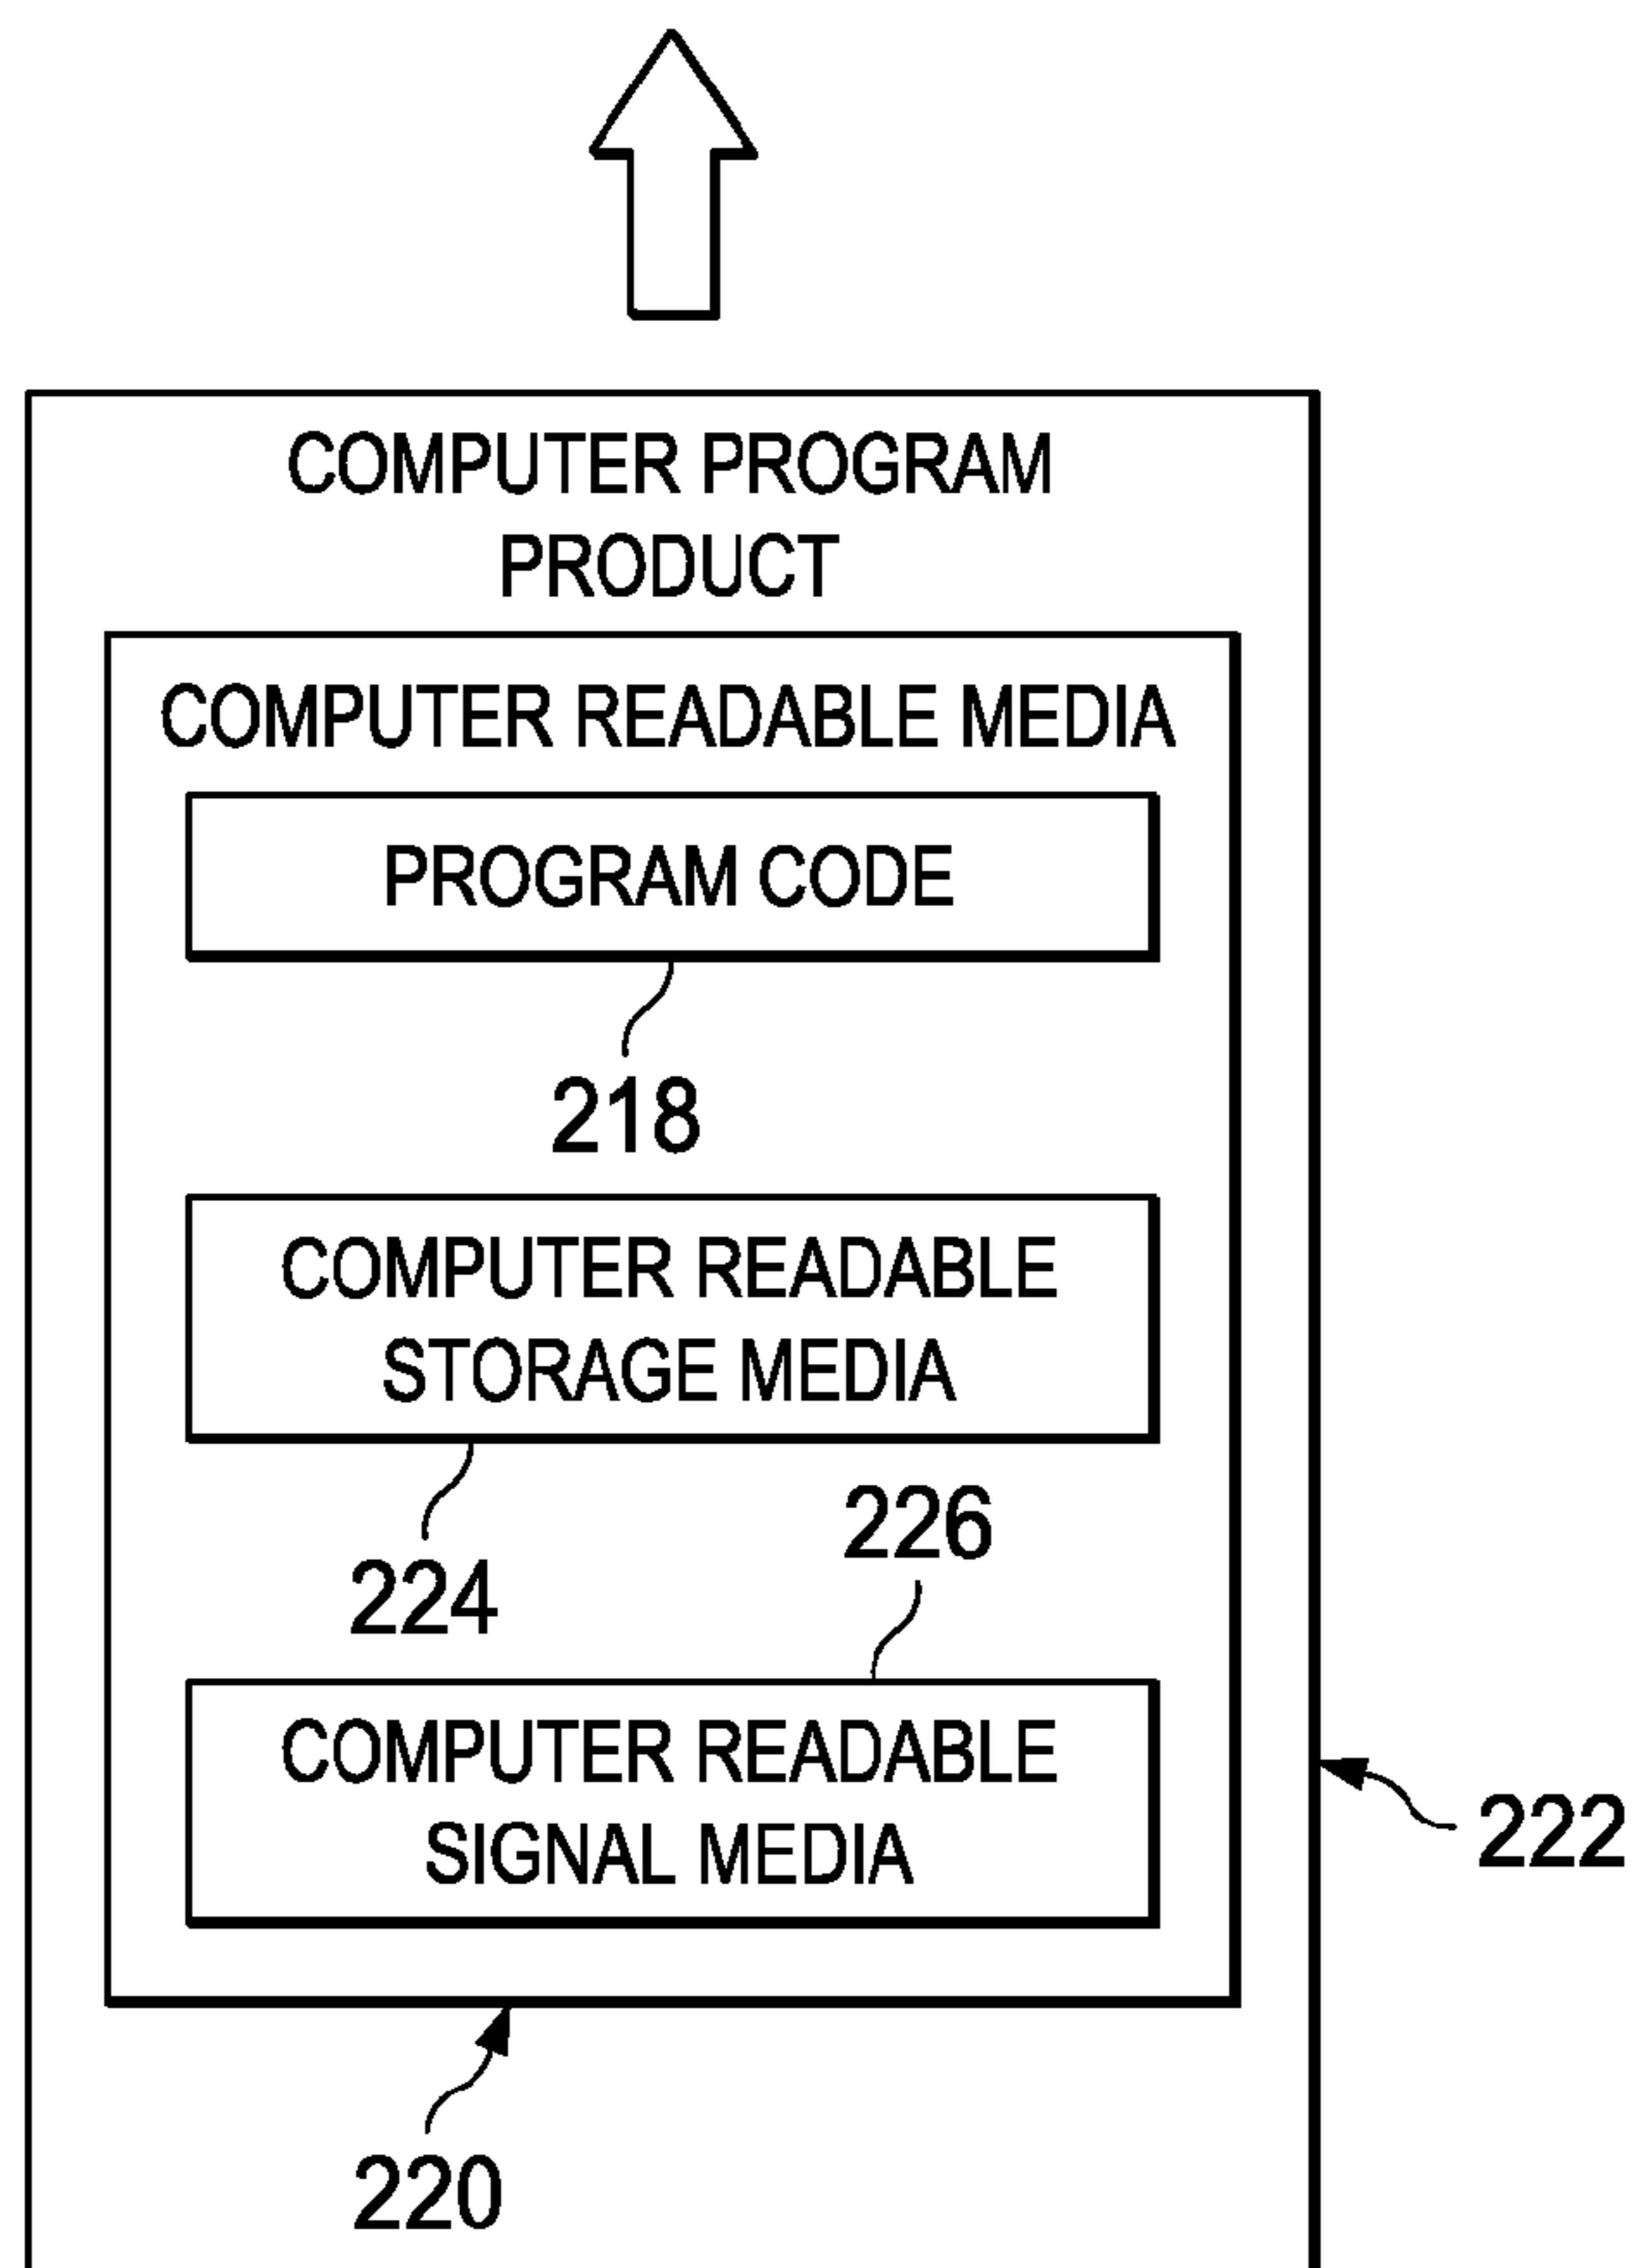 COMPUTER PROGRAM
PRODUCT
COMPUTER READABLE MEDIA
PROGRAM CODE
218
COMPUTER READABLE
STORAGE MEDIA
226
224
COMPUTER READABLE
SIGNAL MEDIA
222
220